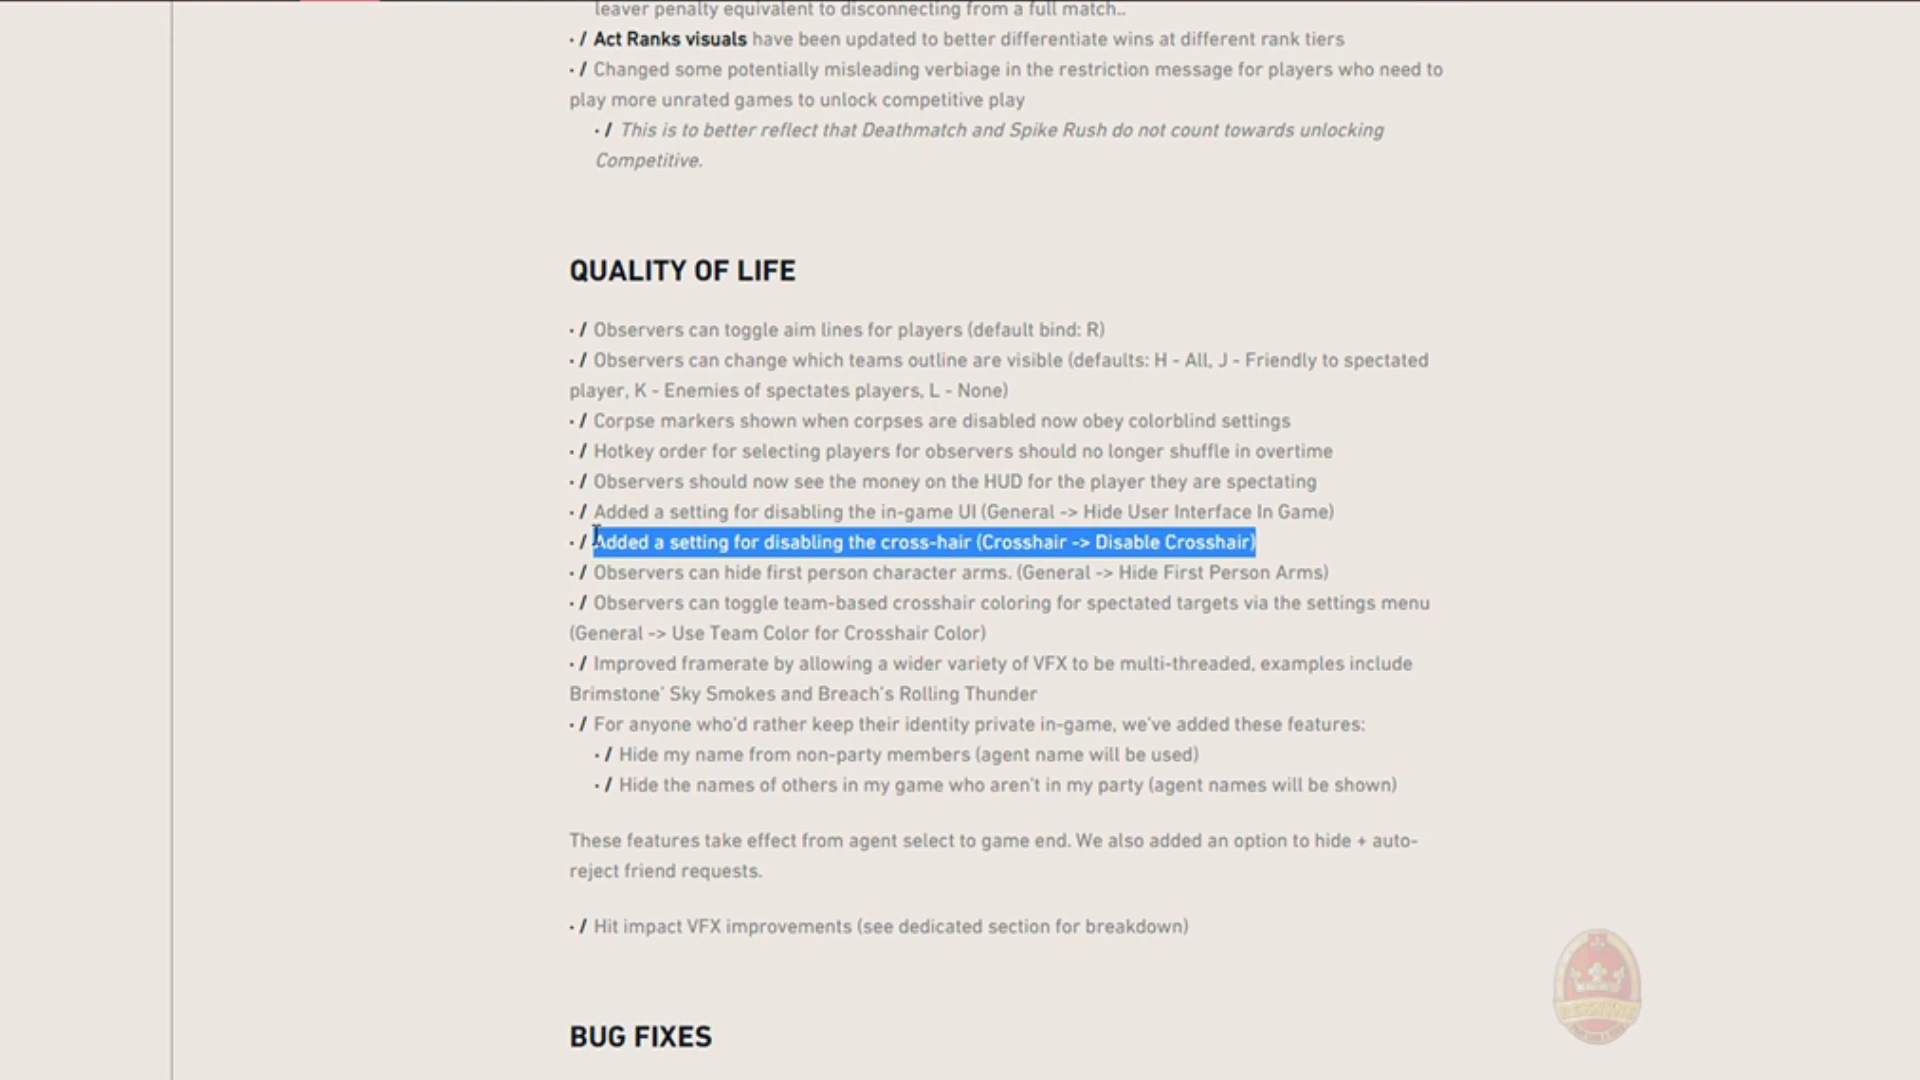 leaver penalty equivalent to disconnecting from a full match..
· / Act Ranks visuals have been updated to better differentiate wins at different rank tiers
· / Changed some potentially misleading verbiage in the restriction message for players who need to
play more unrated games to unlock competitive play
· / This is to better reflect that Deathmatch and Spike Rush do not count towards unlocking
Competitive.
QUALITY OF LIFE
· / Observers can toggle aim lines for players (default bind: R)
· / Observers can change which teams outline are visible (defaults: H - All, J - Friendly to spectated
player, K - Enemies of spectates players, L - None)
· / Corpse markers shown when corpses are disabled now obey colorblind settings
· / Hotkey order for selecting players for observers should no longer shuffle in overtime
· / Observers should now see the money on the HUD for the player they are spectating
· / Added a setting for disabling the in-game UI (General -> Hide User Interface In Game)
· / Added a setting for disabling the cross-hair (Crosshair -> Disable Crosshair)
· / Observers can hide first person character arms. (General -> Hide First Person Arms)
· / Observers can toggle team-based crosshair coloring for spectated targets via the settings menu
(General -> Use Team Color for Crosshair Color)
· / Improved framerate by allowing a wider variety of VFX to be multi-threaded, examples include
Brimstone' Sky Smokes and Breach's Rolling Thunder
· / For anyone who'd rather keep their identity private in-game, we've added these features:
· / Hide my name from non-party members (agent name will be used)
· / Hide the names of others in my game who aren't in my party (agent names will be shown)
These features take effect from agent select to game end. We also added an option to hide + auto-
reject friend requests.
· / Hit impact VFX improvements (see dedicated section for breakdown)
BUG FIXES